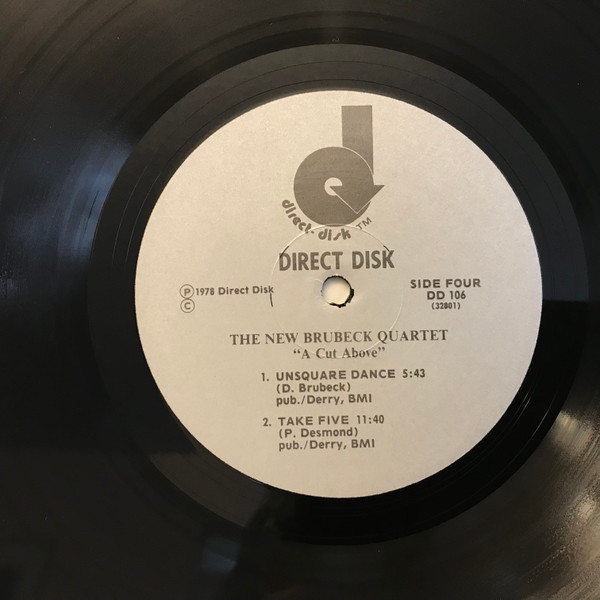 direct-disk™
DIRECT DISK
Ⓟ 1978 Direct Disk
Ⓒ
SIDE FOUR
DD 106
(32801)
THE NEW BRUBECK QUARTET
“A Cut Above”
1. UNSQUARE DANCE 5:43
(D. Brubeck)
pub./Derry, BMI
2. TAKE FIVE 11:40
(P. Desmond)
pub./Derry, BMI